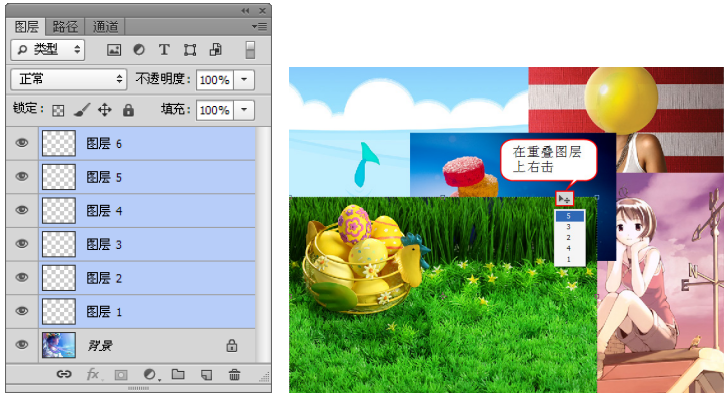 图层 路径 通道
类型
正常 不透明度: 100%
锁定: 填充: 100%
图层 6
图层 5
图层 4
图层 3
图层 2
图层 1
背景
fx
在重叠图层
上右击
5
3
2
4
1
N
E